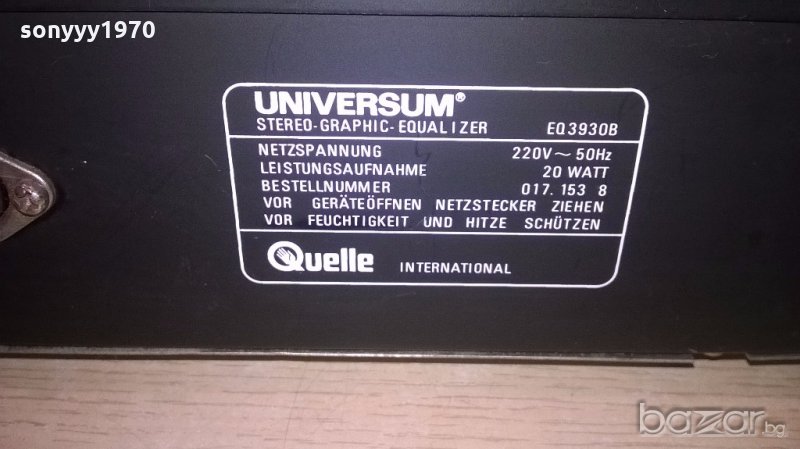 sonyyy1970
UNIVERSUM®
STEREO-GRAPHIC-EQUALIZER EQ3930B
NETZSPANNUNG 220V~50Hz
LEISTUNGSAUFNAHME 20 WATT
BESTELLNUMMER 017.153 8
VOR GERÄTEÖFFNEN NETZSTECKER ZIEHEN
VOR FEUCHTIGKEIT UND HITZE SCHÜTZEN
Quelle INTERNATIONAL
bazar.bg